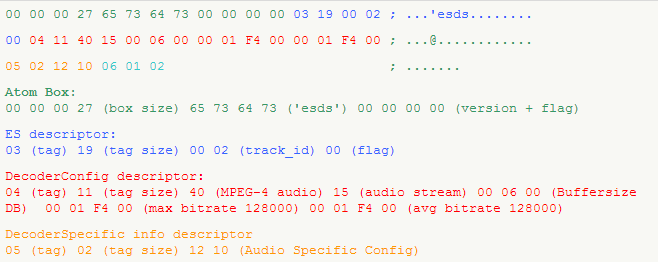 00 00 00 27 65 73 64 73 00 00 00 00 03 19 00 02 ; ...'esds........
00 04 11 40 15 00 06 00 00 01 F4 00 00 01 F4 00 ; ...@............
05 02 12 10 06 01 02 ; .......
Atom Box:
00 00 00 27 (box size) 65 73 64 73 ('esds') 00 00 00 00 (version + flag)
ES descriptor:
03 (tag) 19 (tag size) 00 02 (track_id) 00 (flag)
DecoderConfig descriptor:
04 (tag) 11 (tag size) 40 (MPEG-4 audio) 15 (audio stream) 00 06 00 (Buffersize
DB) 00 01 F4 00 (max bitrate 128000) 00 01 F4 00 (avg bitrate 128000)
DecoderSpecific info descriptor
05 (tag) 02 (tag size) 12 10 (Audio Specific Config)